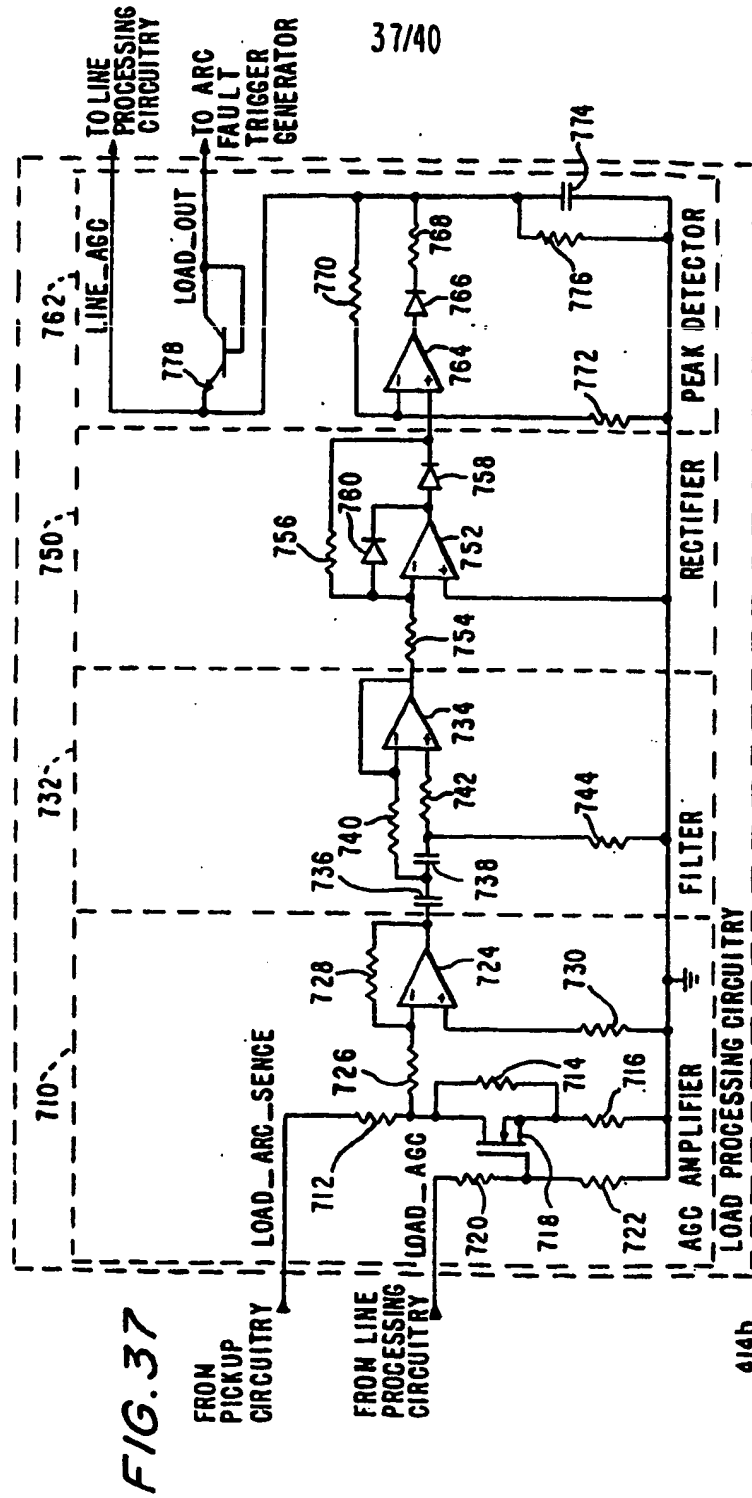 37/40
FIG. 37
FROM
PICKUP
CIRCUITRY
FROM LINE
PROCESSING
CIRCUITRY
LOAD_ARC_SENCE
LOAD_AGC
710
712
714
716
718
720
722
724
726
728
730
AGC AMPLIFIER
732
734
736
738
740
742
744
FILTER
750
752
754
756
780
758
RECTIFIER
762
764
766
768
770
772
774
776
778
PEAK DETECTOR
LINE_AGC
LOAD_OUT
TO LINE
PROCESSING
CIRCUITRY
TO ARC
FAULT
TRIGGER
GENERATOR
LOAD PROCESSING CIRCUITRY
414b